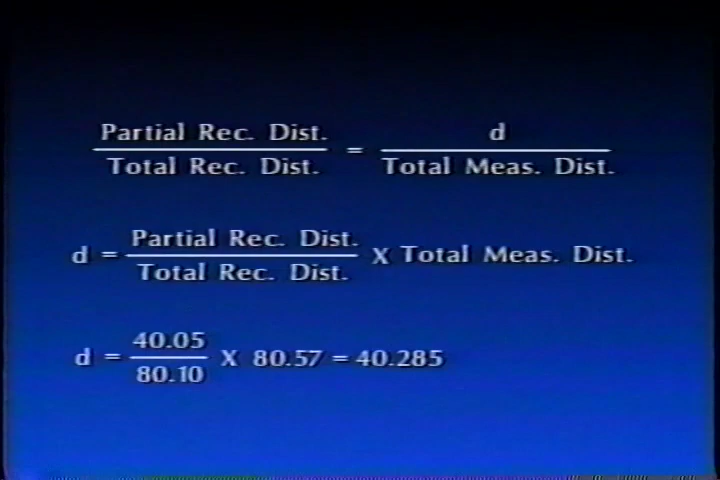 Partial Rec. Dist. = d
Total Rec. Dist. Total Meas. Dist.
d = Partial Rec. Dist. X Total Meas. Dist.
Total Rec. Dist.
d = 40.05 X 80.57 = 40.285
80.10